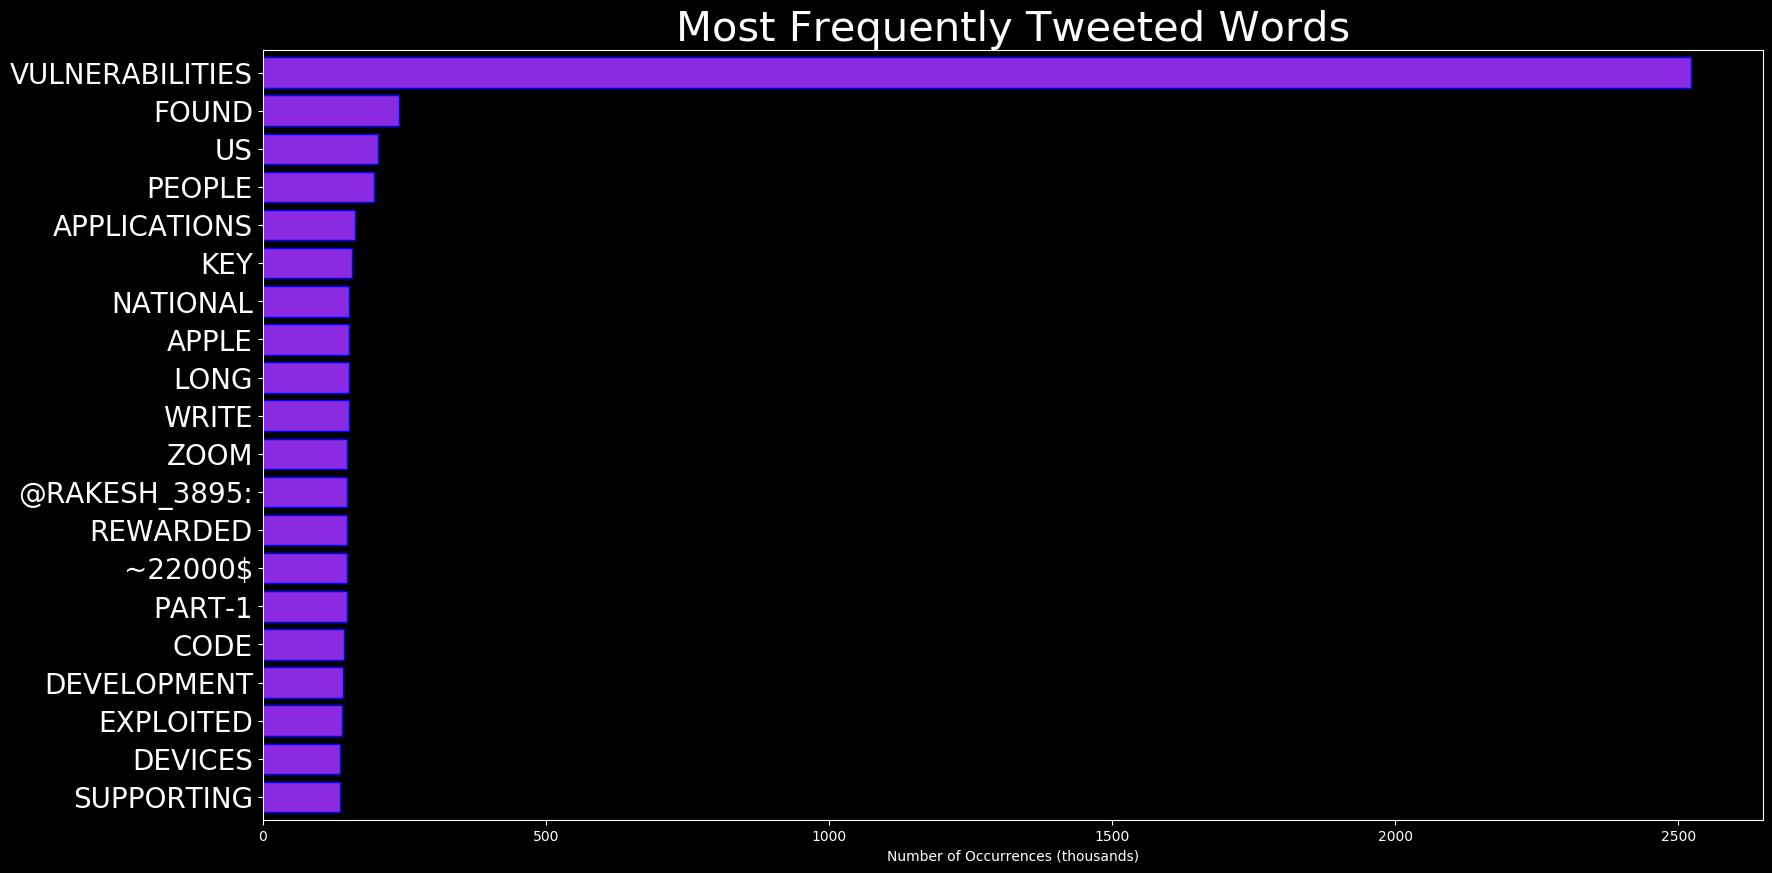 Most Frequently Tweeted Words
VULNERABILITIES
FOUND
US
PEOPLE
APPLICATIONS
KEY
NATIONAL
APPLE
LONG
WRITE
ZOOM
@RAKESH_3895:
REWARDED
~22000$
PART-1
CODE
DEVELOPMENT
EXPLOITED
DEVICES
SUPPORTING
0 500 1000 1500 2000 2500
Number of Occurrences (thousands)